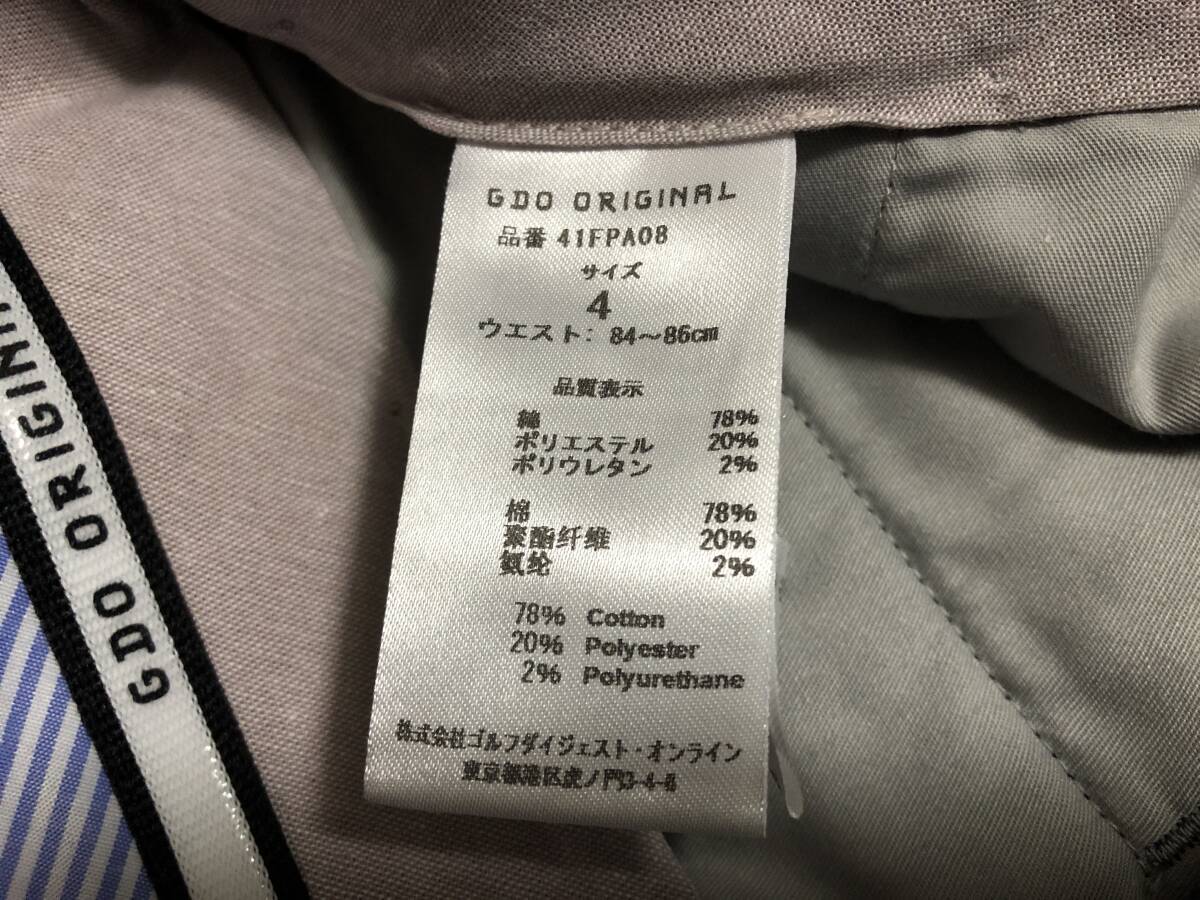 GDO ORIGINAL
品番 41FPA08
サイズ
4
ウエスト: 84～86cm
品質表示
綿 78%
ポリエステル 20%
ポリウレタン 2%
棉 78%
聚酯纤维 20%
氨纶 2%
78% Cotton
20% Polyester
2% Polyurethane
株式会社ゴルフダイジェスト・オンライン
東京都港区虎ノ門3-4-8
GDO ORIGIN